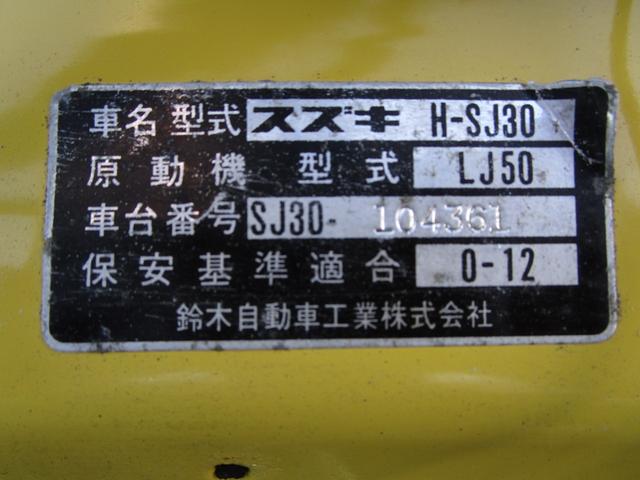 車名型式 スズキ H-SJ30
原動機型式 LJ50
車台番号 SJ30- 104361
保安基準適合 0-12
鈴木自動車工業株式会社